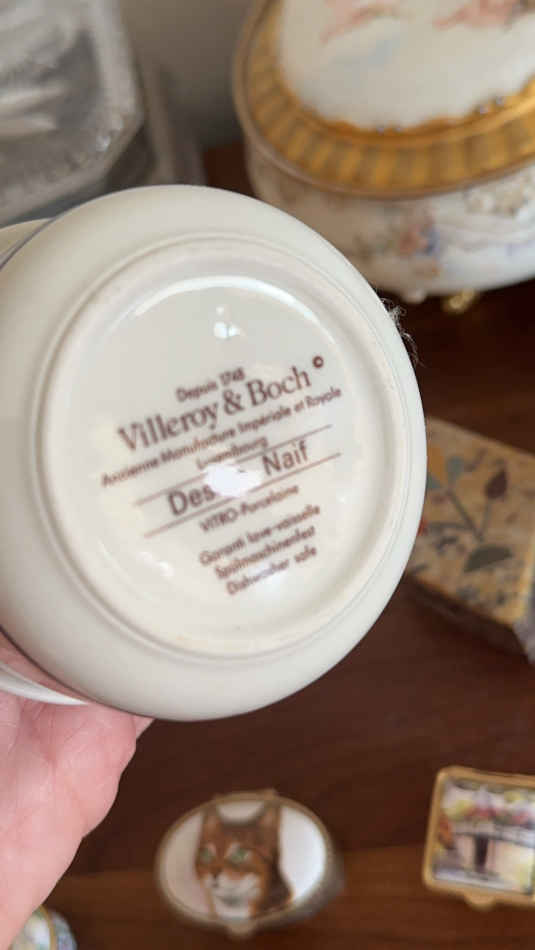 Depuis 1748
Villeroy & Boch ©
Ancienne Manufacture Impériale et Royale
Luxembourg
Naif
VITRO-Porcelaine
Garanti lave-vaisselle
Spülmaschinenfest
Dishwasher safe